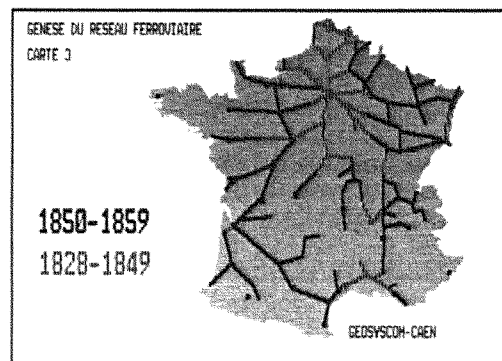 GENESE DU RESEAU FERROVIAIRE
CARTE 3
1850-1859
1828-1849
GEOSYSCOM-CAEN